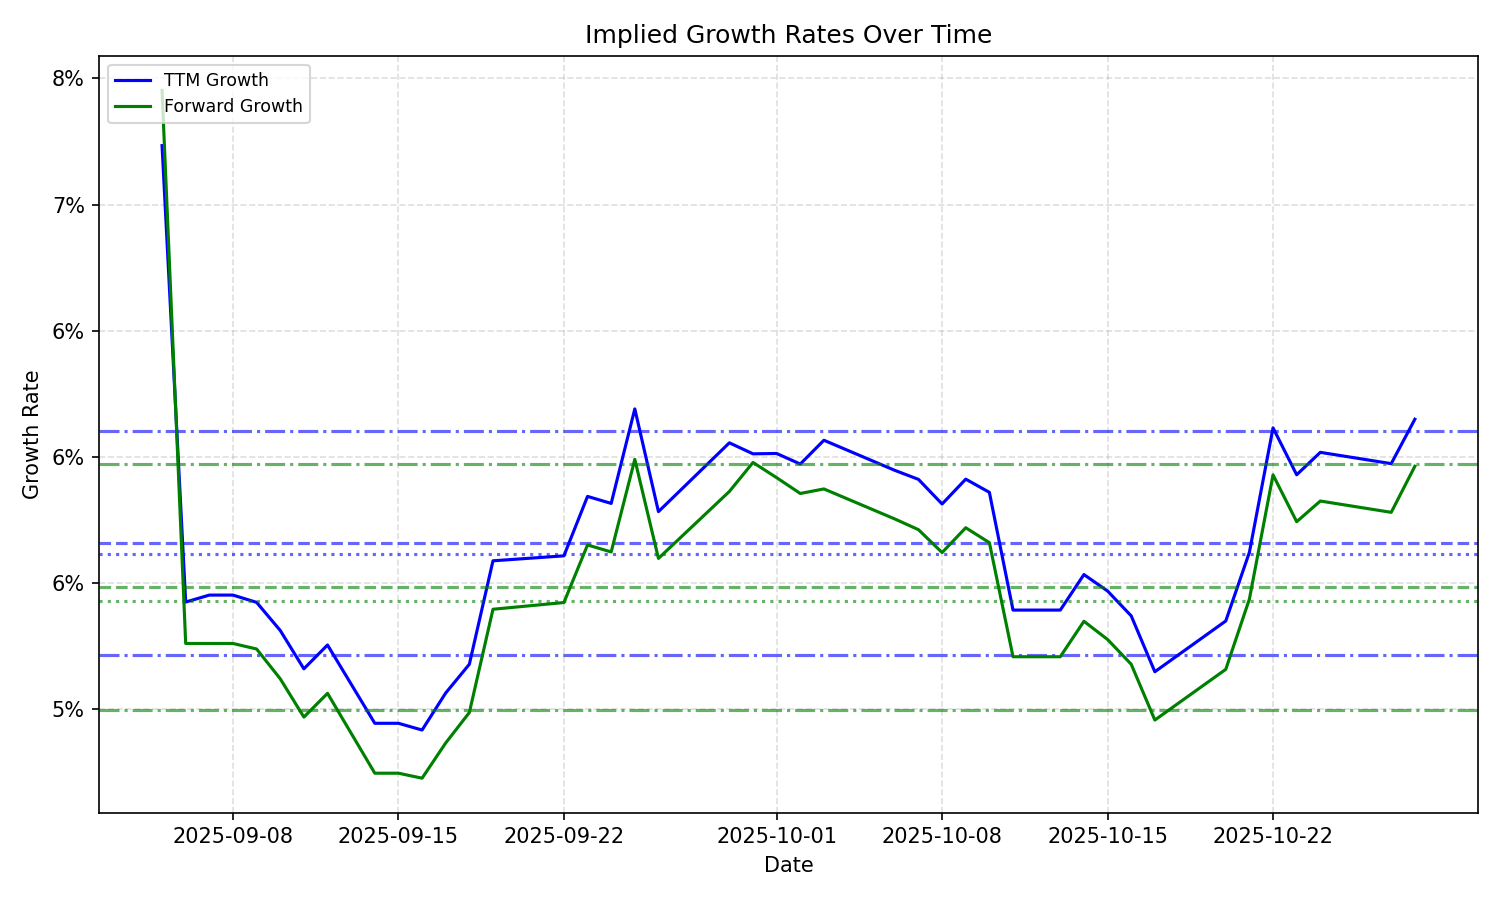 Implied Growth Rates Over Time
TTM Growth
Forward Growth
8%
7%
6%
6%
6%
5%
Growth Rate
2025-09-08
2025-09-15
2025-09-22
2025-10-01
2025-10-08
2025-10-15
2025-10-22
Date